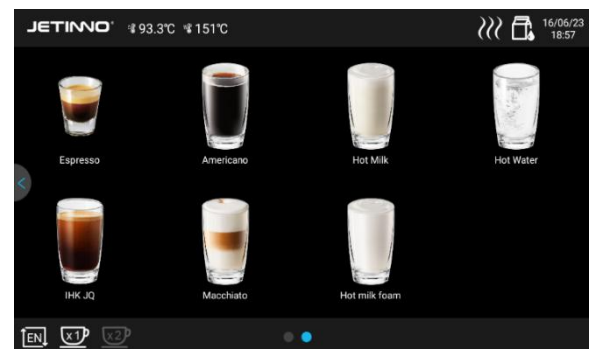 JETINNO 93.3℃ 151℃ 16/06/23
18:57
Espresso Americano Hot Milk Hot Water
IHK JQ Macchiato Hot milk foam
EN x1 x2